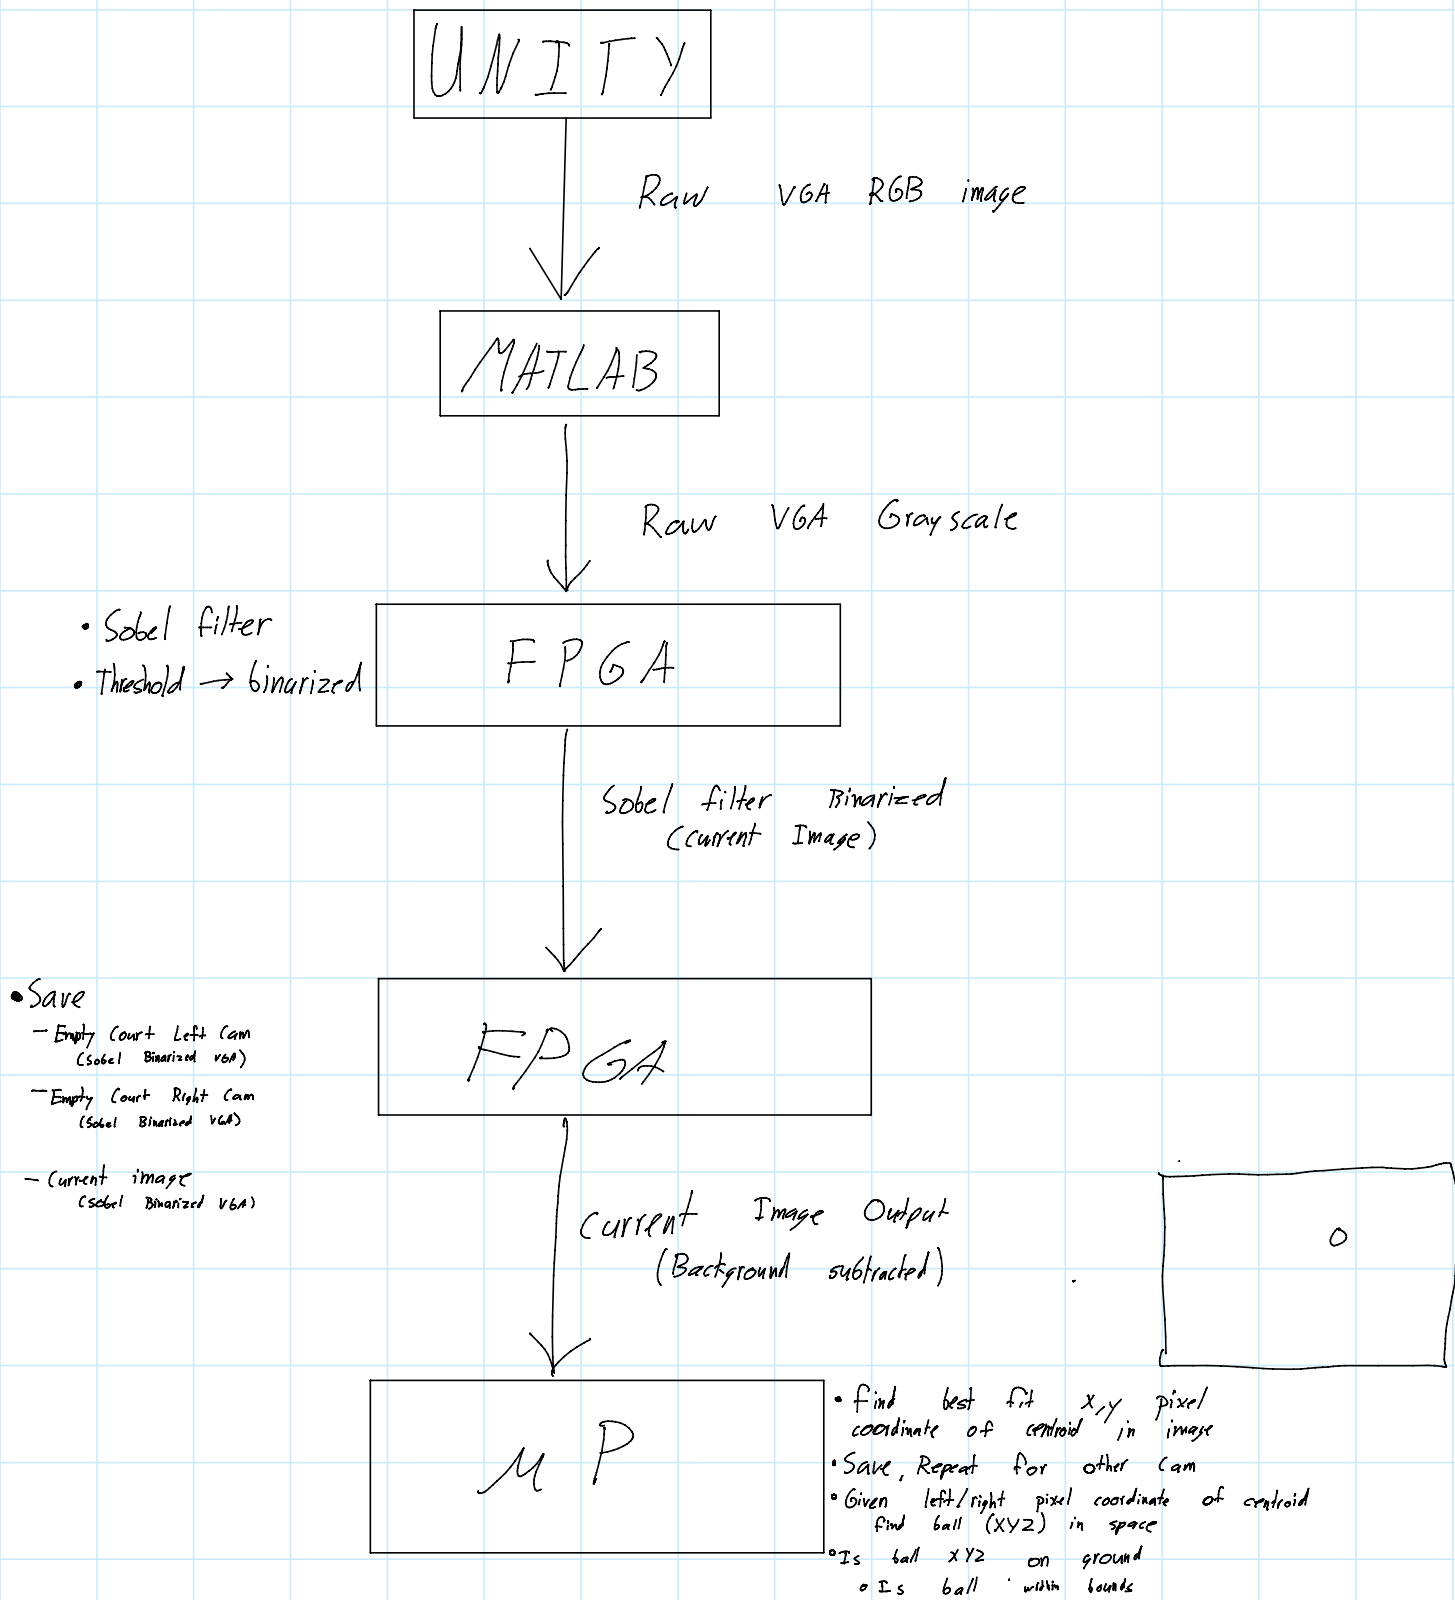 UNITY
Raw VGA RGB image
MATLAB
Raw VGA Grayscale
• Sobel filter
• Threshold → binarized
FPGA
Sobel filter Binarized
(Current Image)
• Save
- Empty Court Left Cam
(Sobel Binarized VGA)
- Empty Court Right Cam
(Sobel Binarized VGA)
- Current image
(Sobel Binarized VGA)
FPGA
Current Image Output
(Background subtracted)
μP
• Find best fit x,y pixel
coordinate of centroid in image
• Save, Repeat for other Cam
• Given left/right pixel coordinate of centroid
find ball (XYZ) in space
• Is ball XYZ on ground
• Is ball within bounds